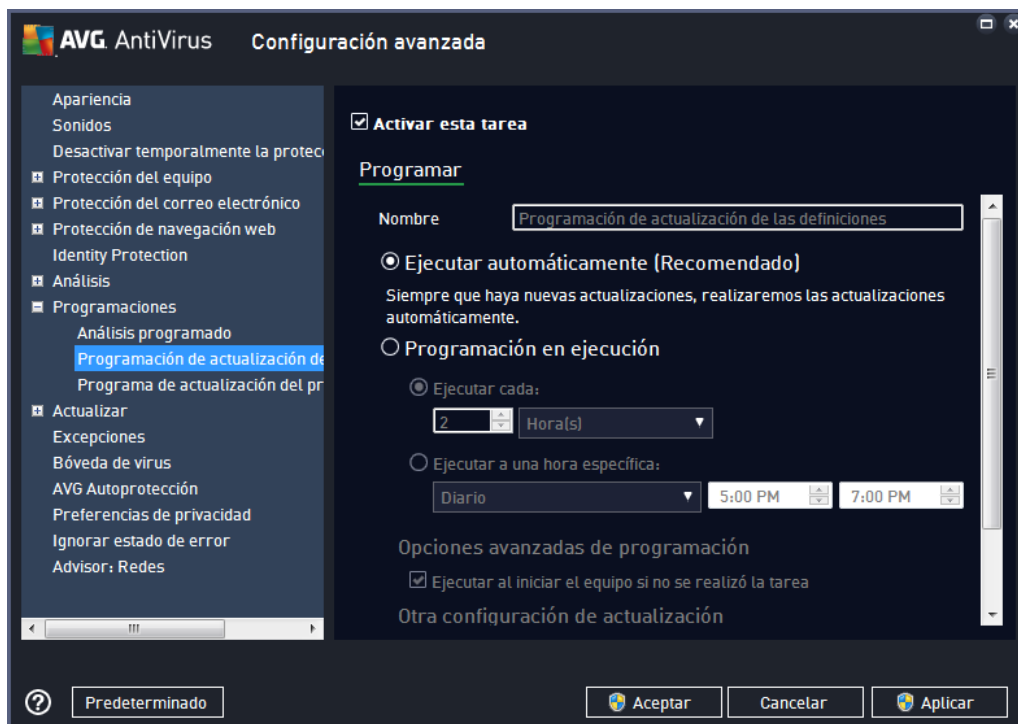 AVG. AntiVirus Configuración avanzada
Apariencia
Sonidos
Desactivar temporalmente la protec
Protección del equipo
Protección del correo electrónico
Protección de navegación web
Identity Protection
Análisis
Programaciones
Análisis programado
Programación de actualización de
Programa de actualización del pr
Actualizar
Excepciones
Bóveda de virus
AVG Autoprotección
Preferencias de privacidad
Ignorar estado de error
Advisor: Redes
Activar esta tarea
Programar
Nombre Programación de actualización de las definiciones
Ejecutar automáticamente (Recomendado)
Siempre que haya nuevas actualizaciones, realizaremos las actualizaciones
automáticamente.
Programación en ejecución
Ejecutar cada:
2 Hora(s)
Ejecutar a una hora específica:
Diario 5:00 PM 7:00 PM
Opciones avanzadas de programación
Ejecutar al iniciar el equipo si no se realizó la tarea
Otra configuración de actualización
? Predeterminado Aceptar Cancelar Aplicar